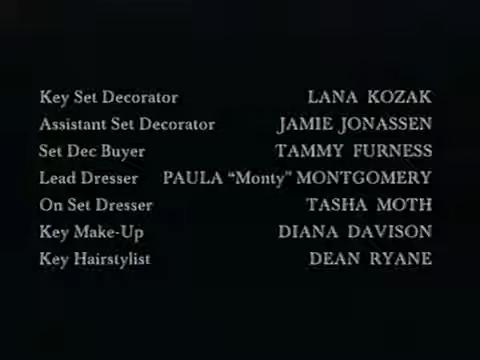 Key Set Decorator LANA KOZAK
Assistant Set Decorator JAMIE JONASSEN
Set Dec Buyer TAMMY FURNESS
Lead Dresser PAULA “Monty” MONTGOMERY
On Set Dresser TASHA MOTH
Key Make-Up DIANA DAVISON
Key Hairstylist DEAN RYANE